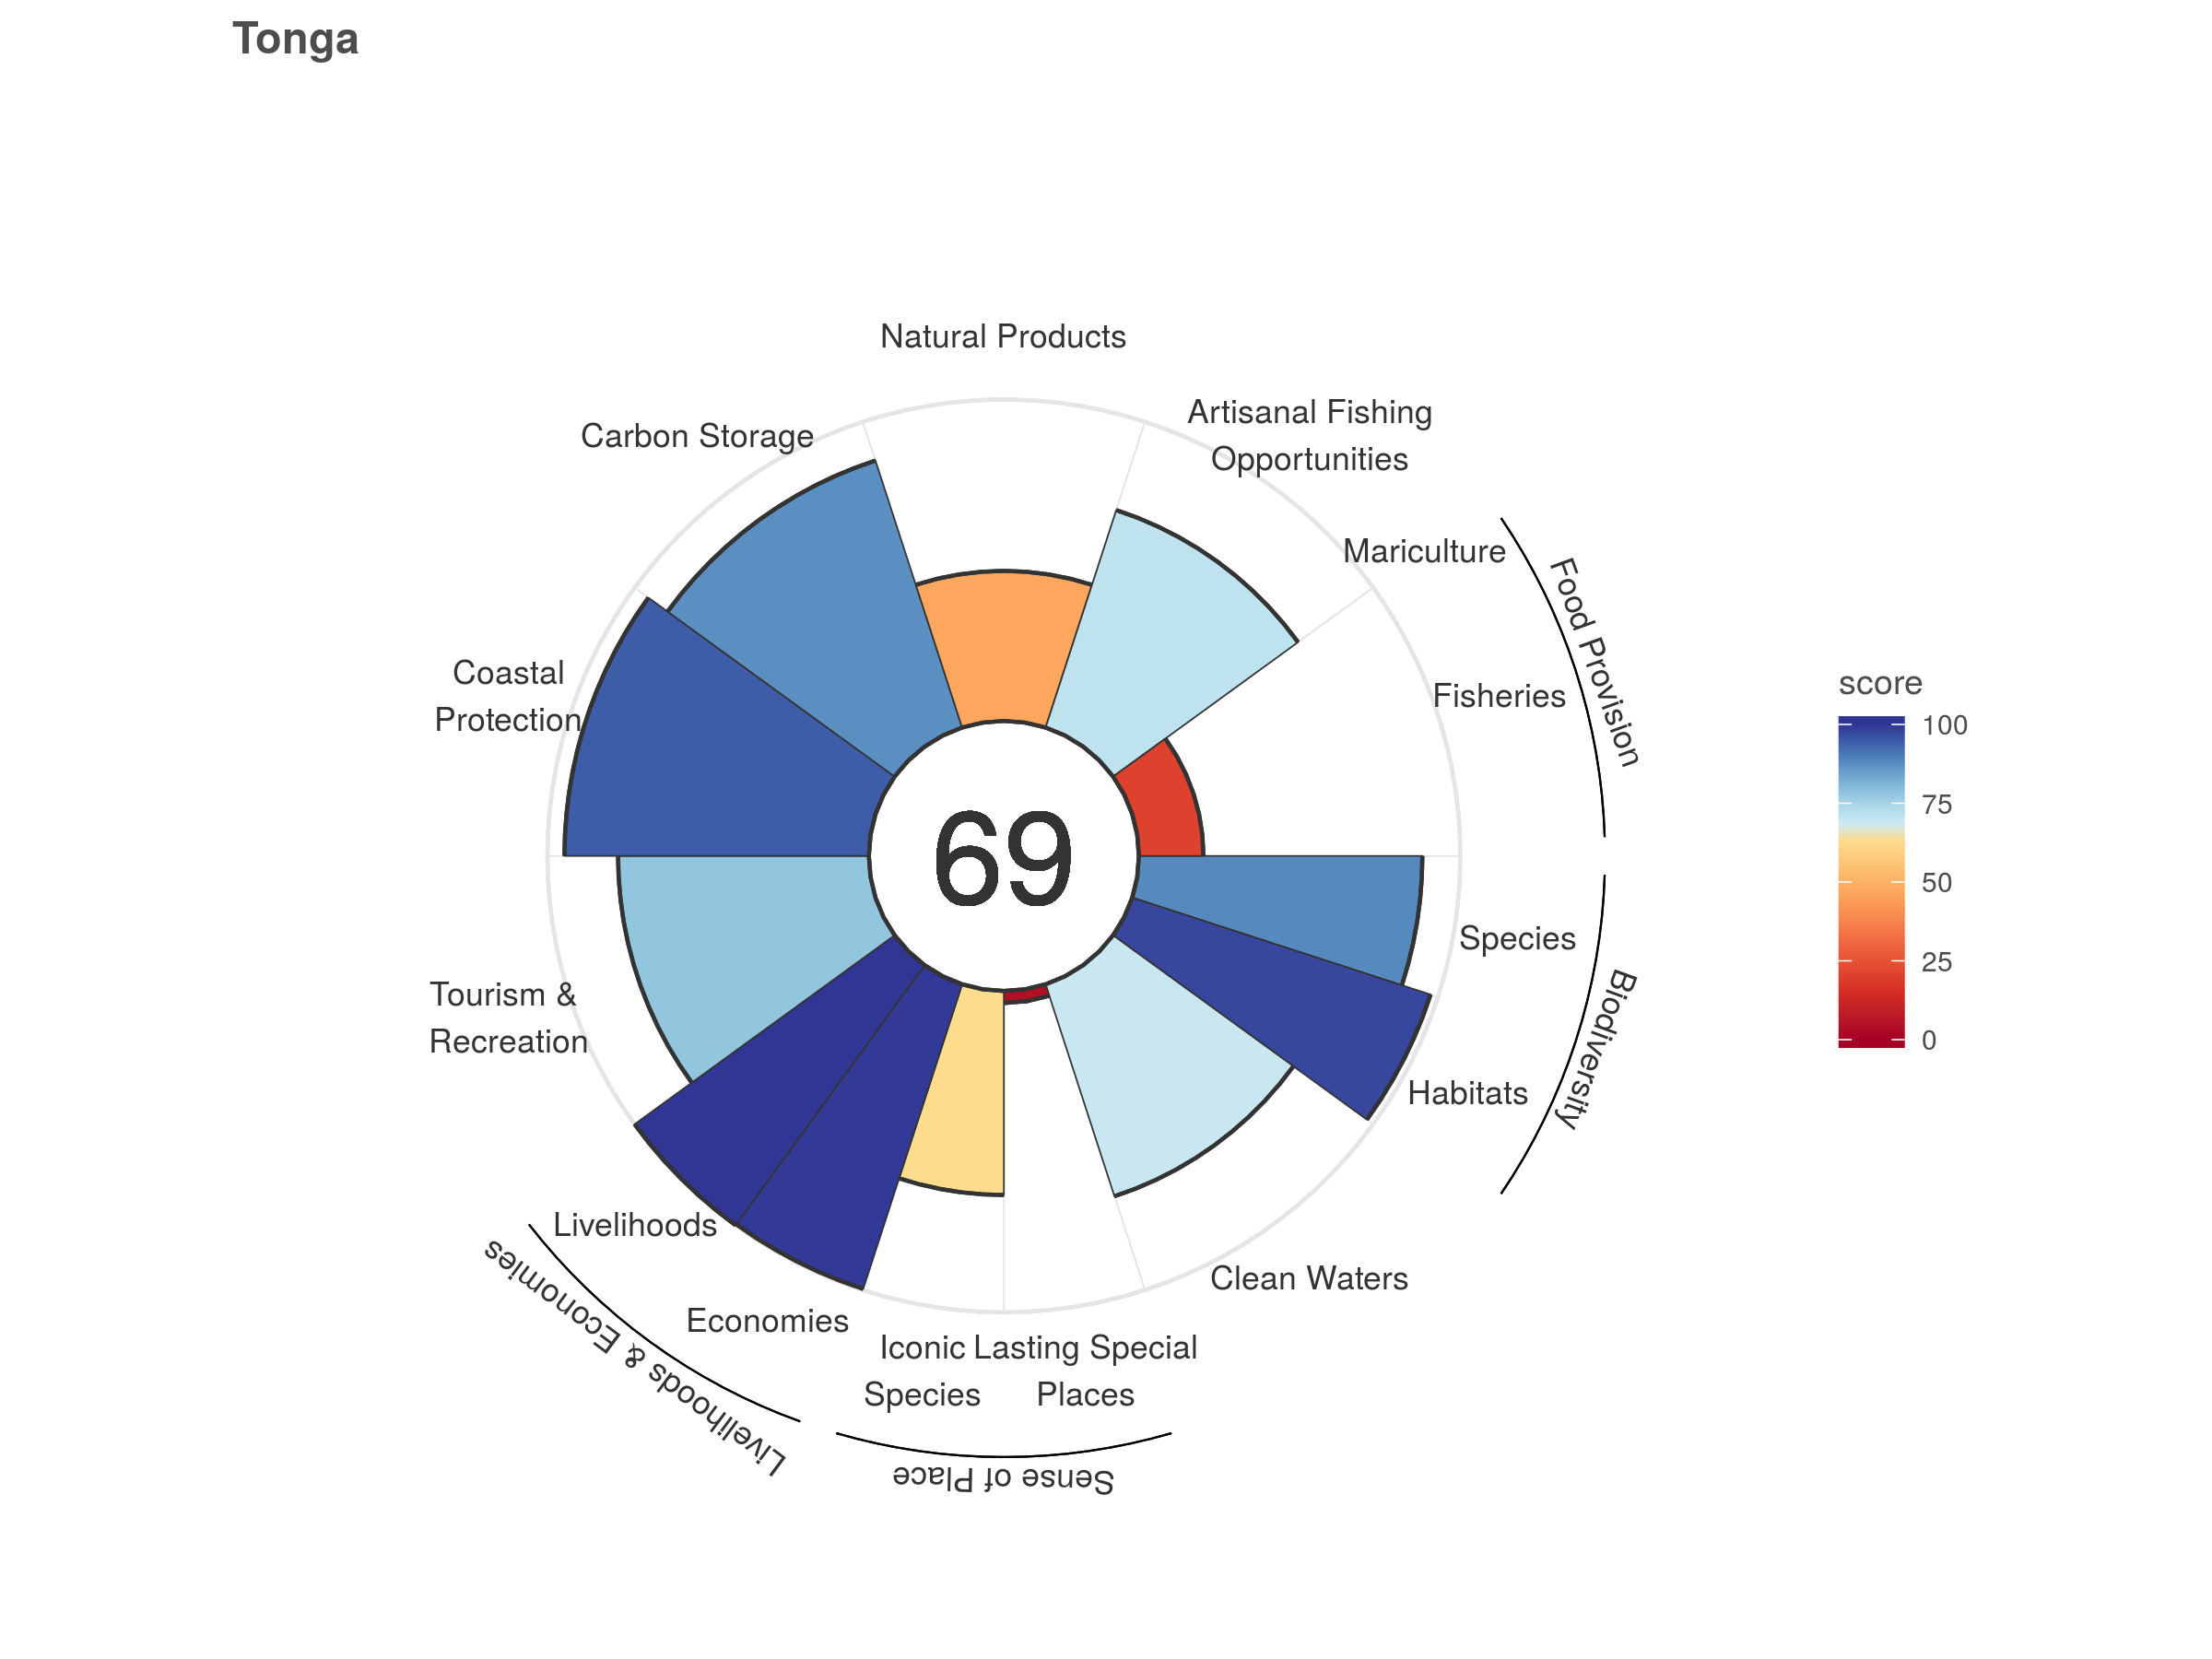 Tonga
Natural Products
Artisanal Fishing
Opportunities
Carbon Storage
Mariculture
Food Provision
Fisheries
Coastal
Protection
score
100
75
50
25
0
69
Species
Biodiversity
Habitats
Tourism &
Recreation
Livelihoods
Economies
Livelihoods & Economies
Clean Waters
Iconic
Species
Lasting Special
Places
Sense of Place